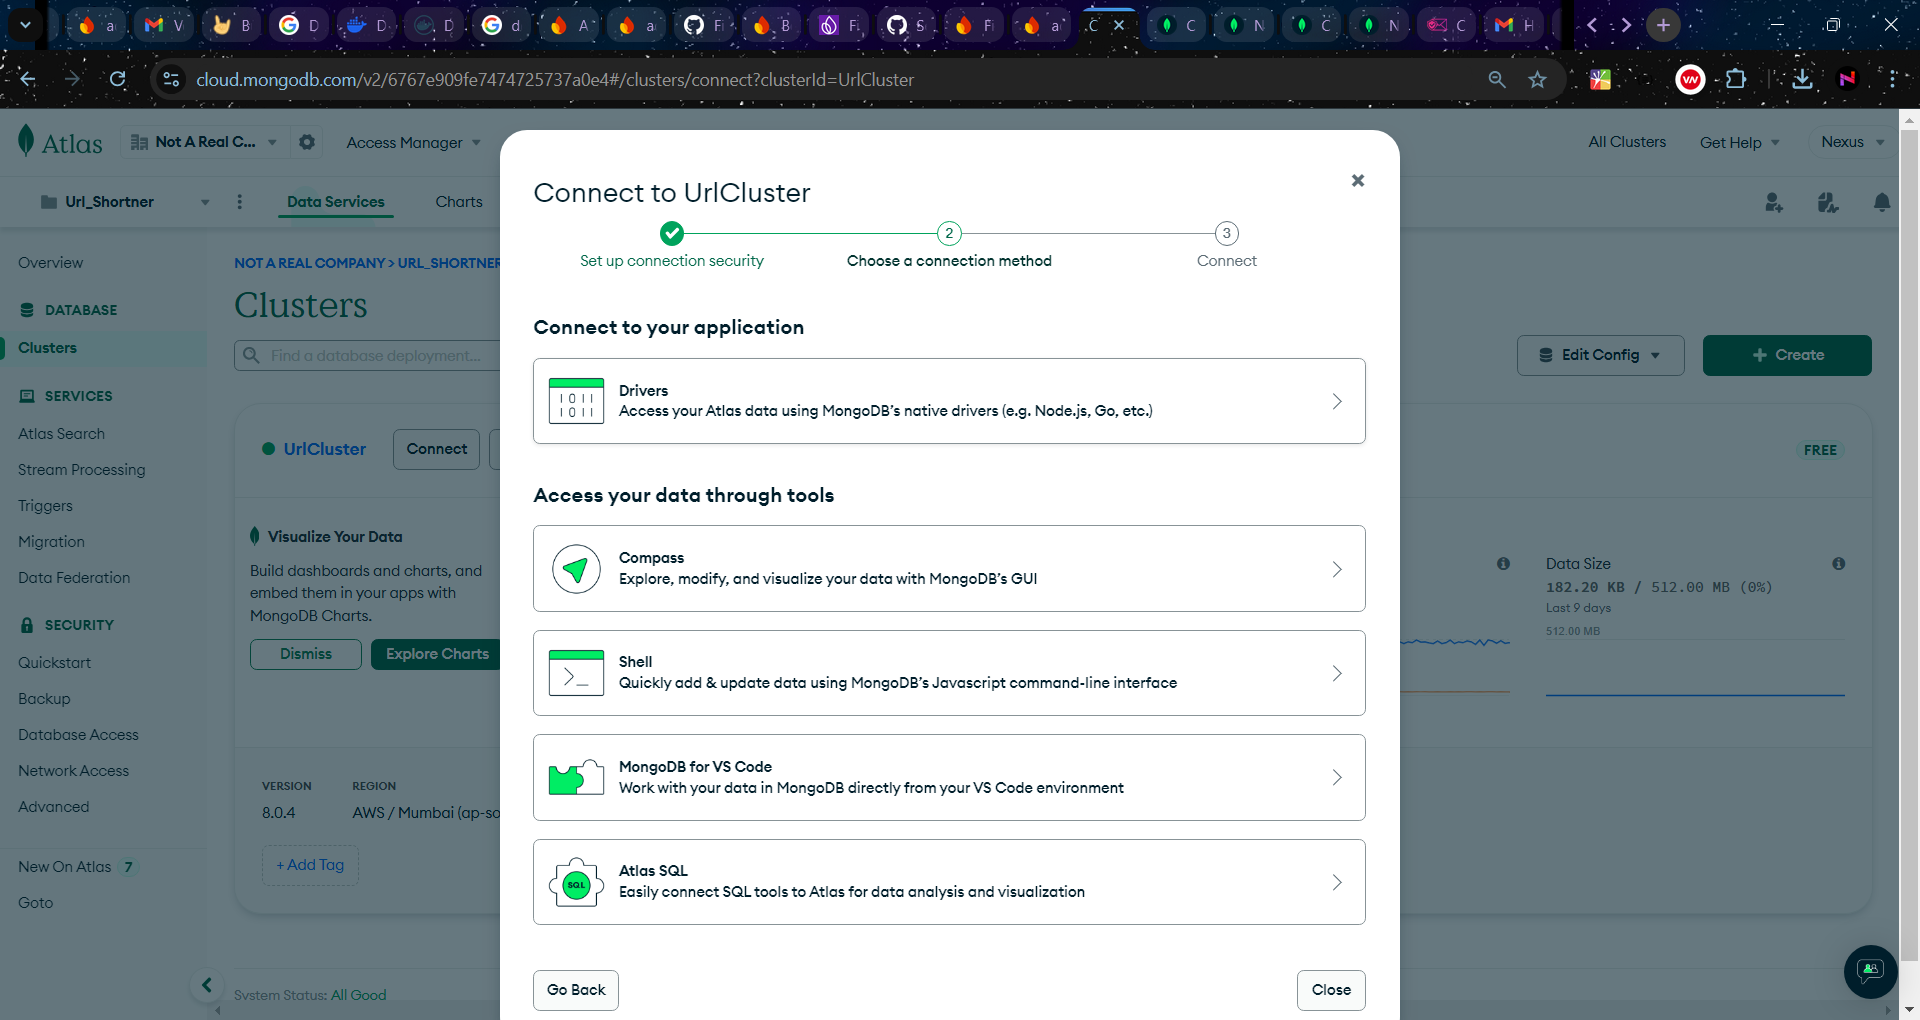 cloud.mongodb.com/v2/6767e909fe7474725737a0e4#/clusters/connect?clusterId=UrlCluster
Atlas
Not A Real C...
Access Manager
All Clusters
Get Help
Nexus
Url_Shortner
Data Services
Charts
Overview
DATABASE
Clusters
SERVICES
Atlas Search
Stream Processing
Triggers
Migration
Data Federation
SECURITY
Quickstart
Backup
Database Access
Network Access
Advanced
New On Atlas 7
Goto
NOT A REAL COMPANY > URL_SHORTNER
Clusters
Find a database deployment...
Edit Config
+ Create
UrlCluster
Connect
FREE
Visualize Your Data
Build dashboards and charts, and
embed them in your apps with
MongoDB Charts.
Dismiss
Explore Charts
Data Size
182.20 KB / 512.00 MB (0%)
Last 9 days
512.00 MB
VERSION
REGION
8.0.4
AWS / Mumbai (ap-so
+ Add Tag
System Status: All Good
Connect to UrlCluster
2
3
Set up connection security
Choose a connection method
Connect
Connect to your application
Drivers
Access your Atlas data using MongoDB’s native drivers (e.g. Node.js, Go, etc.)
Access your data through tools
Compass
Explore, modify, and visualize your data with MongoDB’s GUI
Shell
Quickly add & update data using MongoDB’s Javascript command-line interface
MongoDB for VS Code
Work with your data in MongoDB directly from your VS Code environment
SQL
Atlas SQL
Easily connect SQL tools to Atlas for data analysis and visualization
Go Back
Close